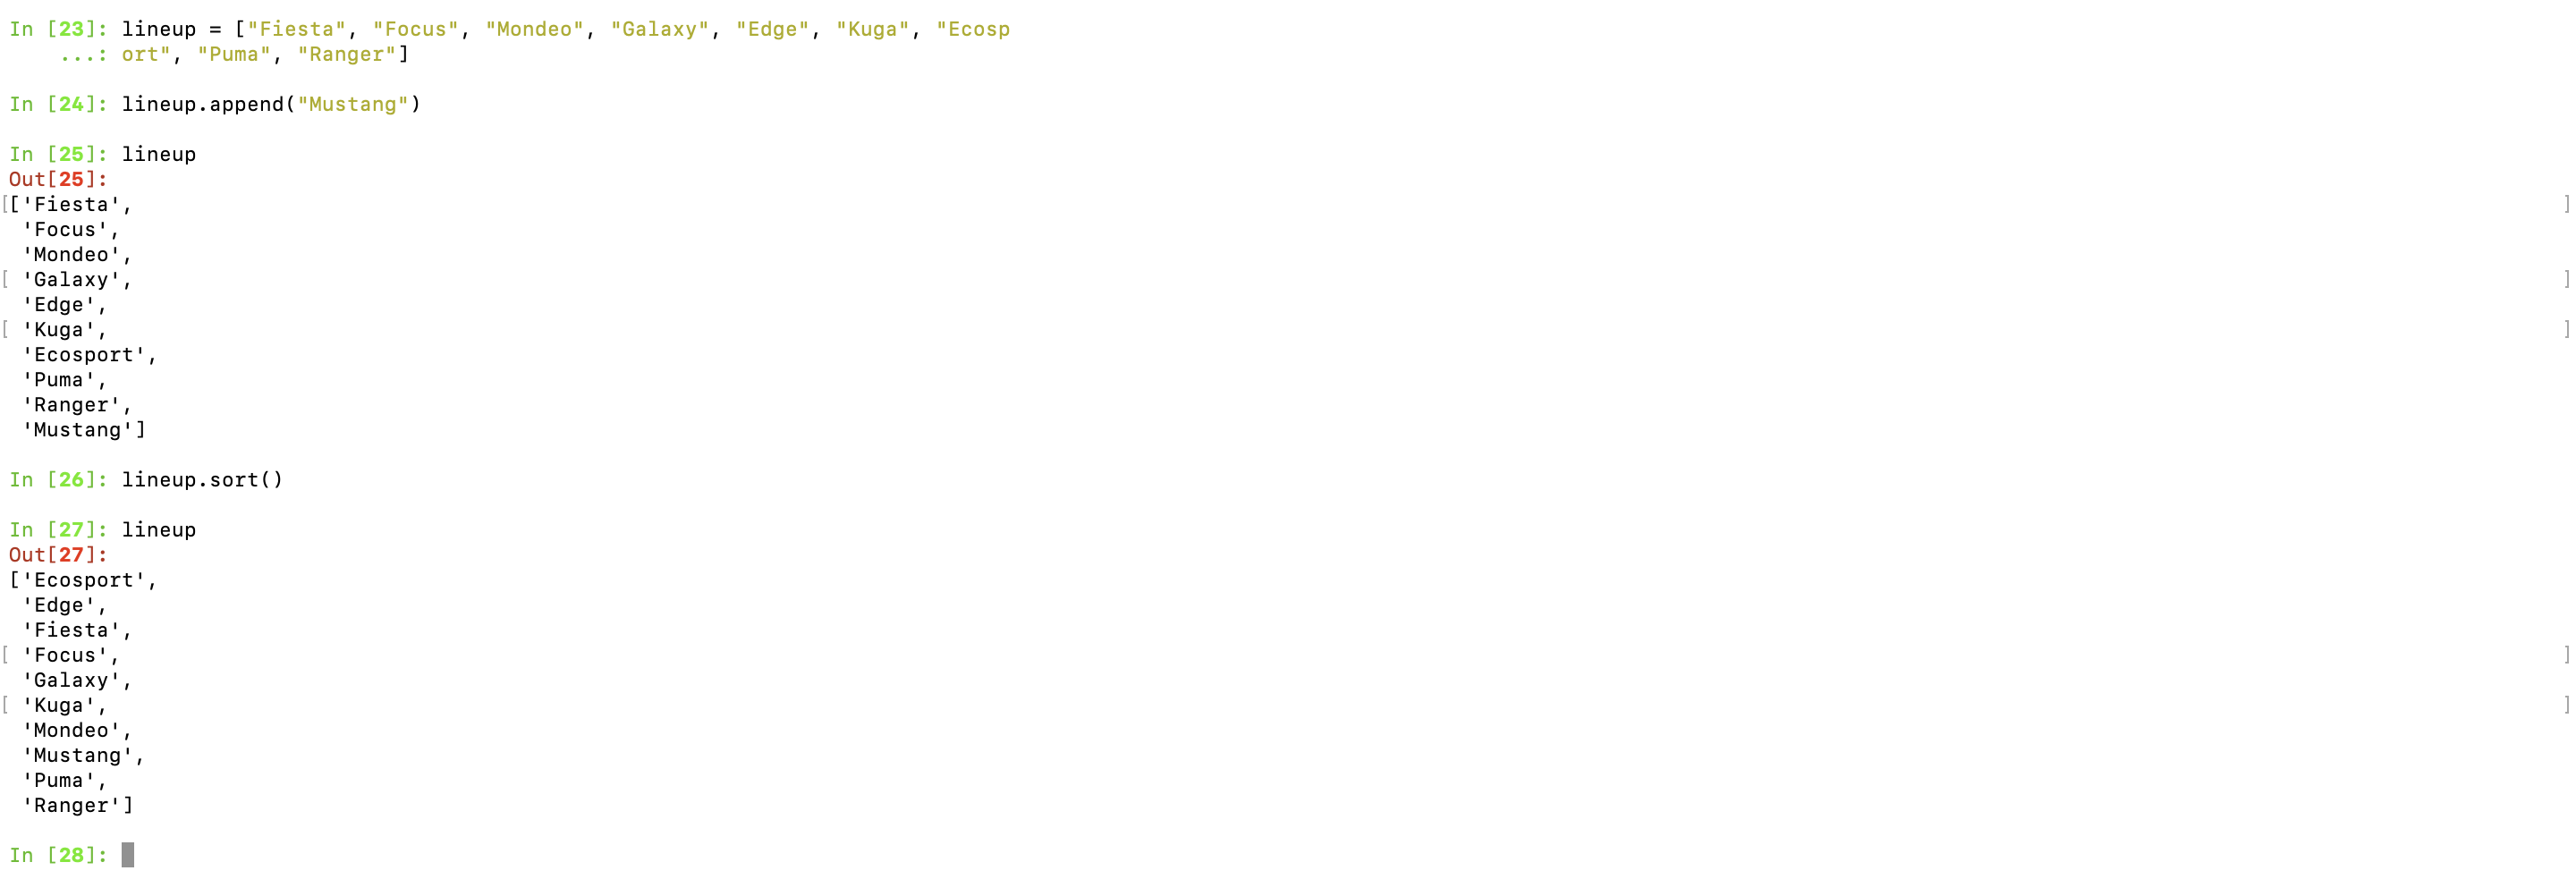 In [23]: lineup = ["Fiesta", "Focus", "Mondeo", "Galaxy", "Edge", "Kuga", "Ecosp
    ...: ort", "Puma", "Ranger"]
In [24]: lineup.append("Mustang")
In [25]: lineup
Out[25]:
[['Fiesta', ]
 'Focus',
 'Mondeo',
[ 'Galaxy', ]
 'Edge',
[ 'Kuga', ]
 'Ecosport',
 'Puma',
 'Ranger',
 'Mustang']
In [26]: lineup.sort()
In [27]: lineup
Out[27]:
['Ecosport',
 'Edge',
 'Fiesta',
[ 'Focus', ]
 'Galaxy',
[ 'Kuga', ]
 'Mondeo',
 'Mustang',
 'Puma',
 'Ranger']
In [28]: